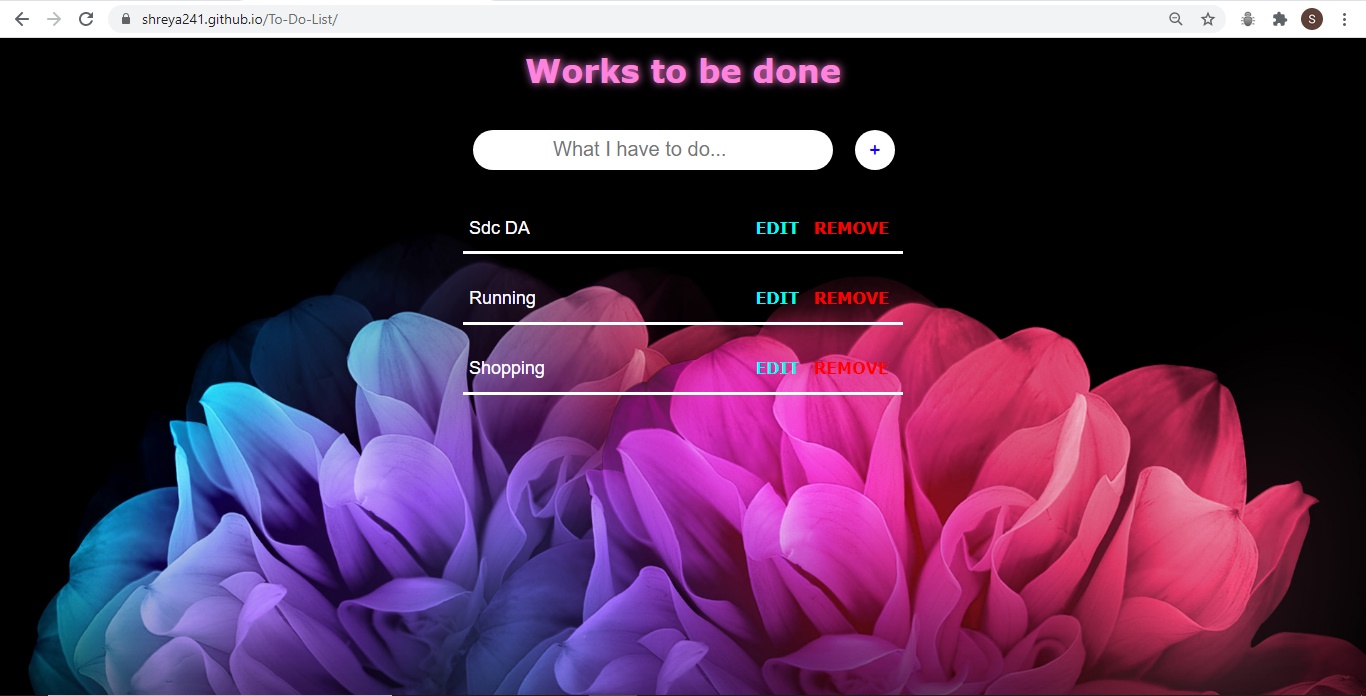 shreya241.github.io/To-Do-List/
S
Works to be done
What I have to do...
+
Sdc DA EDIT REMOVE
Running EDIT REMOVE
Shopping EDIT REMOVE